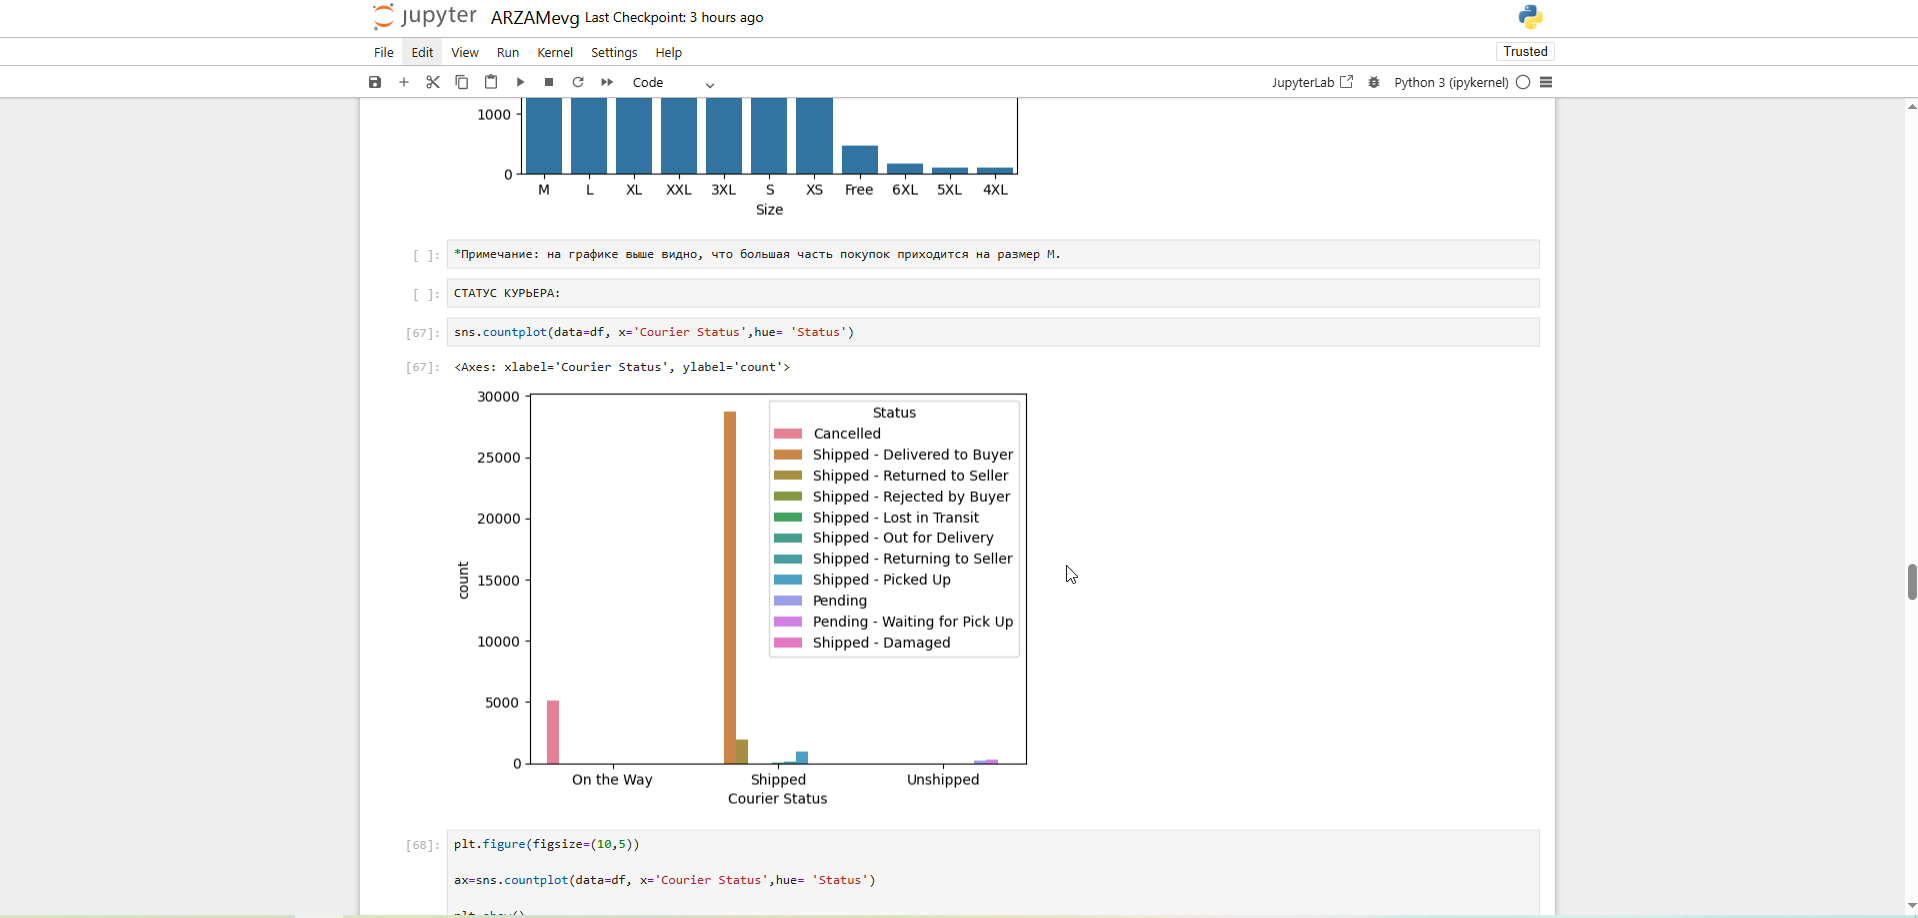 jupyter ARZAMevg Last Checkpoint: 3 hours ago
File Edit View Run Kernel Settings Help
Trusted
Code
JupyterLab
Python 3 (ipykernel)
1000
0
M L XL XXL 3XL S XS Free 6XL 5XL 4XL
Size
[ ]: *Примечание: на графике выше видно, что большая часть покупок приходится на размер M.
[ ]: СТАТУС КУРЬЕРА:
[67]: sns.countplot(data=df, x='Courier Status',hue= 'Status')
[67]: <Axes: xlabel='Courier Status', ylabel='count'>
30000
25000
20000
15000
10000
5000
0
count
Status
Cancelled
Shipped - Delivered to Buyer
Shipped - Returned to Seller
Shipped - Rejected by Buyer
Shipped - Lost in Transit
Shipped - Out for Delivery
Shipped - Returning to Seller
Shipped - Picked Up
Pending
Pending - Waiting for Pick Up
Shipped - Damaged
On the Way Shipped Unshipped
Courier Status
[68]: plt.figure(figsize=(10,5))
ax=sns.countplot(data=df, x='Courier Status',hue= 'Status')
plt.show()